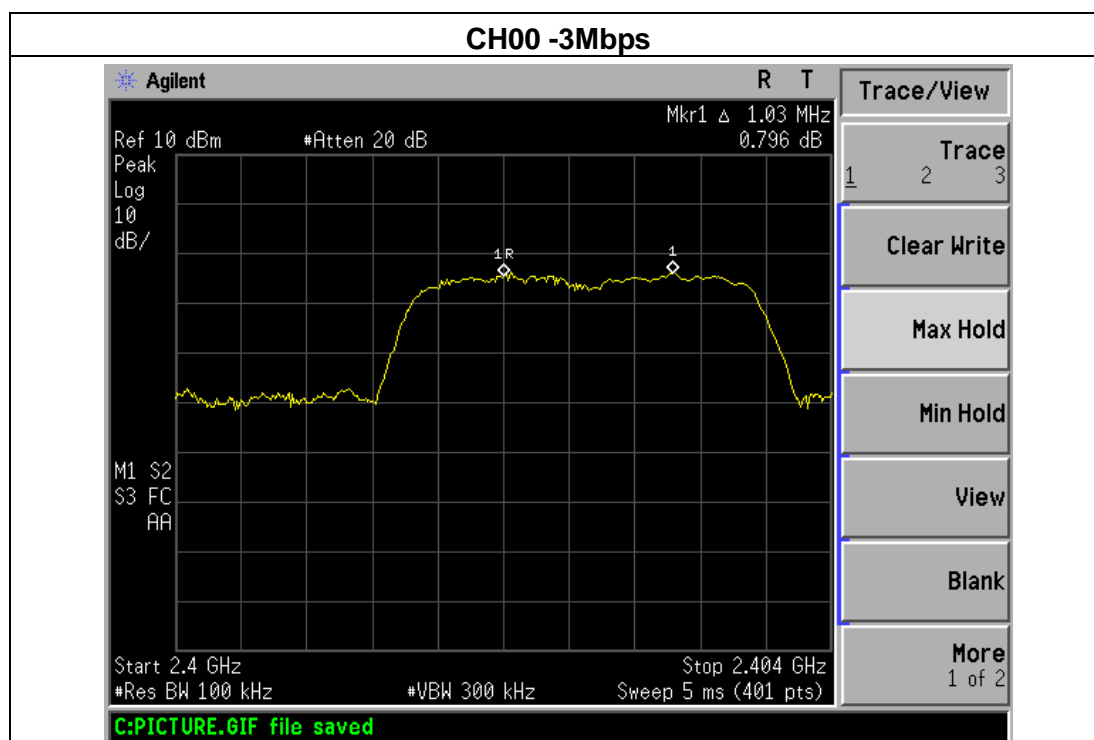 CH00 -3Mbps
Agilent R T
Trace/View
Mkr1 Δ 1.03 MHz
Ref 10 dBm #Atten 20 dB 0.796 dB
Peak
Log
10
dB/
1R
1
M1 S2
S3 FC
AA
Start 2.4 GHz Stop 2.404 GHz
#Res BW 100 kHz #VBW 300 kHz Sweep 5 ms (401 pts)
C:PICTURE.GIF file saved
Trace
1 2 3
Clear Write
Max Hold
Min Hold
View
Blank
More
1 of 2